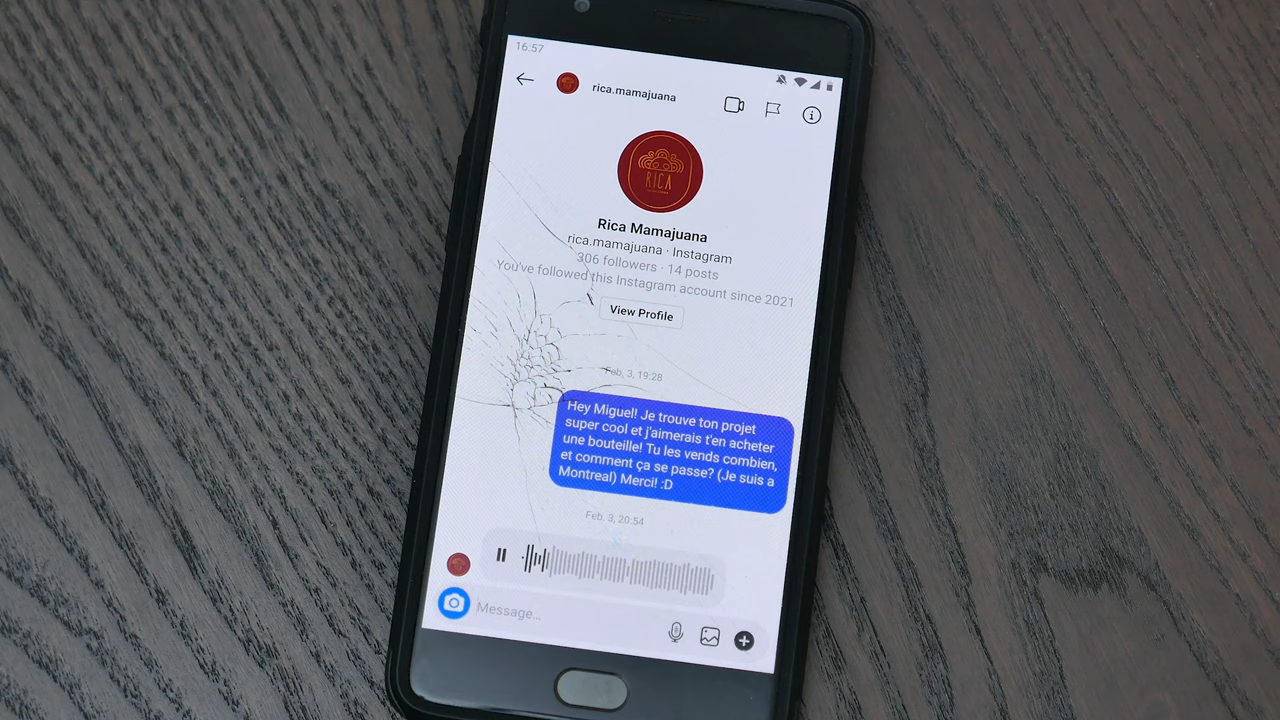 16:57
rica.mamajuana
RICA
Rica Mamajuana
rica.mamajuana · Instagram
306 followers · 14 posts
You've followed this Instagram account since 2021
View Profile
Feb. 3, 19:28
Hey Miguel! Je trouve ton projet
super cool et j'aimerais t'en acheter
une bouteille! Tu les vends combien,
et comment ça se passe? (Je suis a
Montreal) Merci! :D
Feb. 3, 20:54
Message...